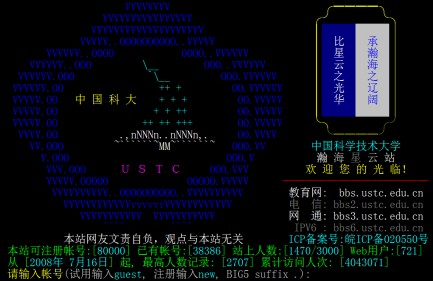 中国科大
U S T C
比星云之光华
承瀚海之辽阔
中国科学技术大学
瀚海星云站
欢迎您的光临!
教育网: bbs.ustc.edu.cn
电 信: bbs2.ustc.edu.cn
网 通: bbs3.ustc.edu.cn
IPV6 : bbs6.ustc.edu.cn
本站网友文责自负，观点与本站无关
ICP备案号:皖ICP备020550号
本站可注册帐号:[80000] 已有帐号:[38386] 站上人数:[1470/3000] Web用户:[721]
从 [2008年 7月16日] 起, 最高人数记录: [2707] 累计访问人次: [4043071]
请输入帐号(试用输入guest, 注册输入new, BIG5 suffix .):